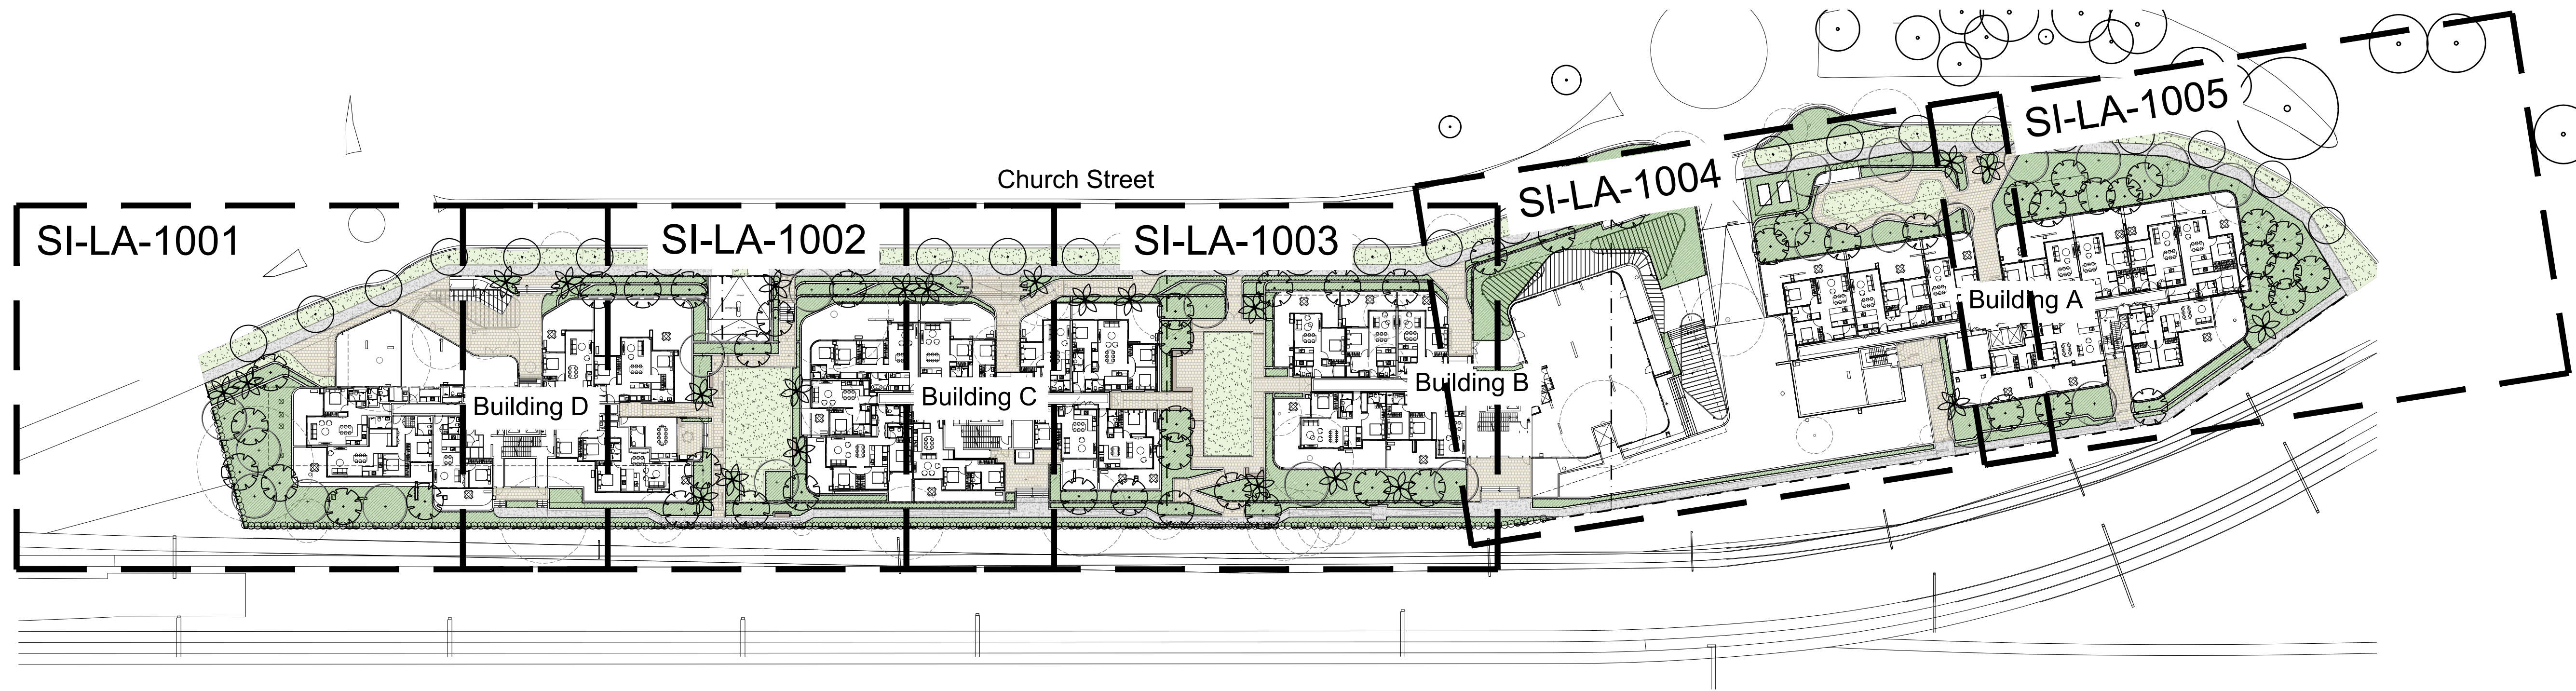 SI-LA-1005
SI-LA-1004
Church Street
SI-LA-1001
SI-LA-1002
SI-LA-1003
Building A
Building B
Building C
Building D